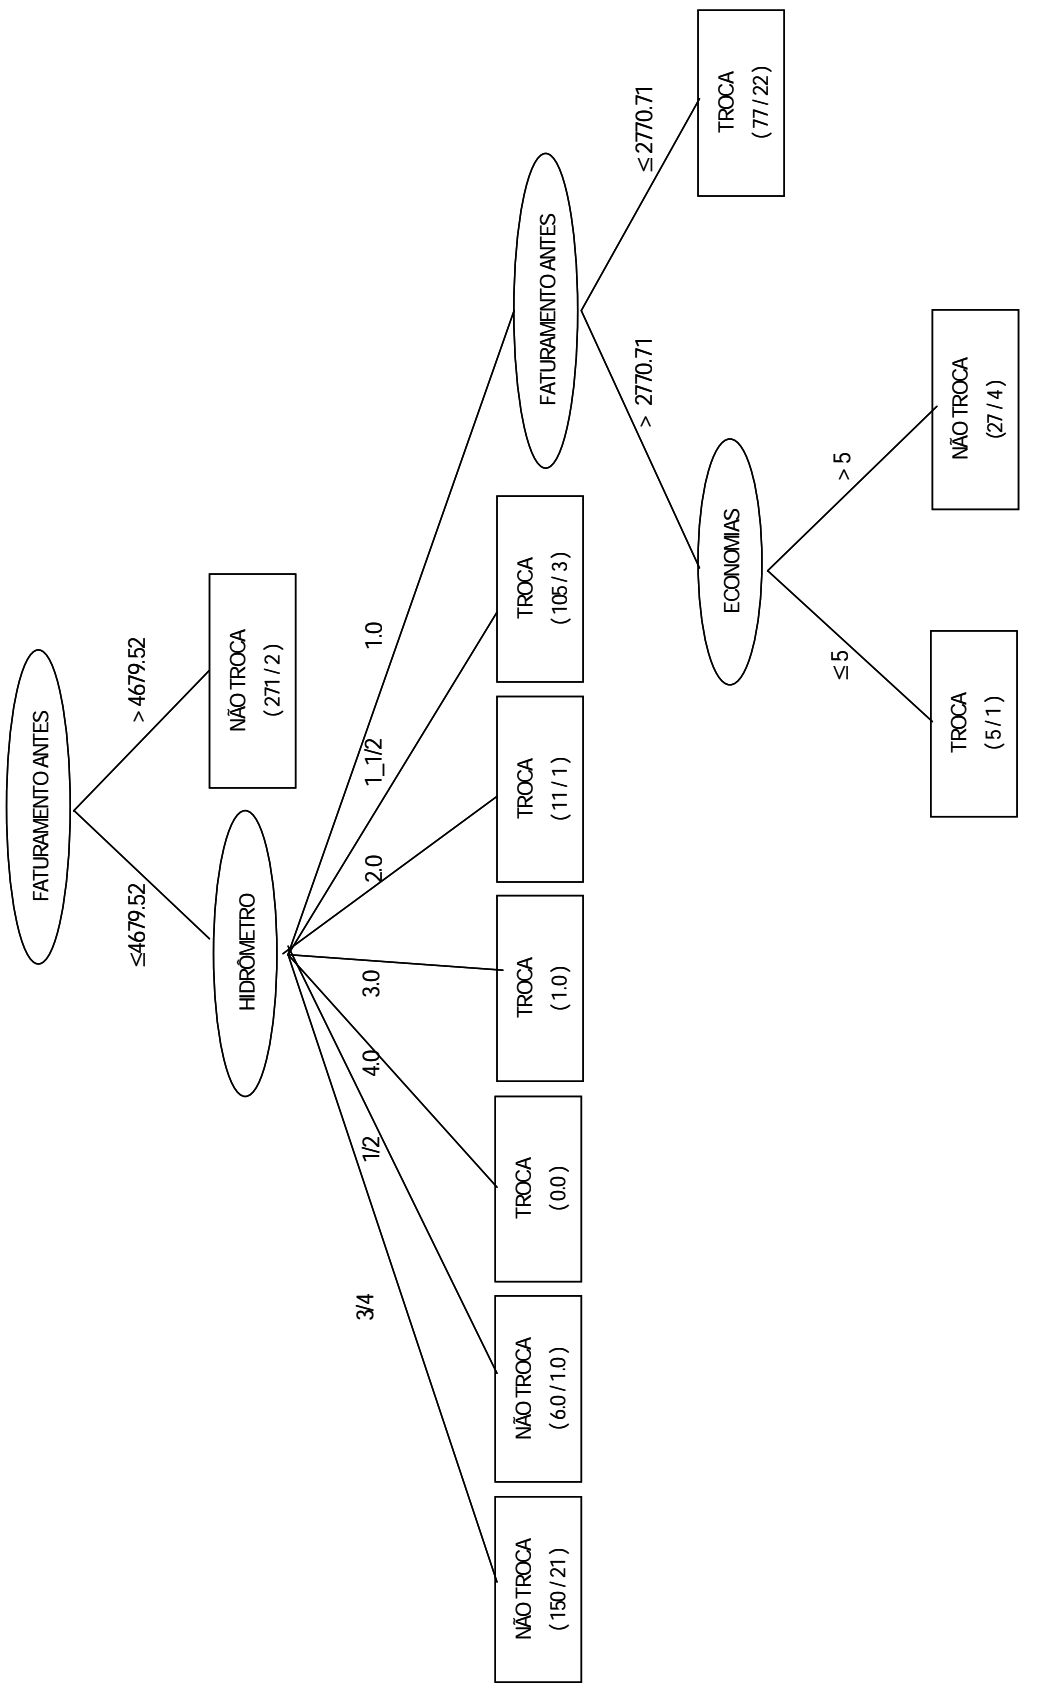 FATURAMENTO ANTES
≤4679.52
> 4679.52
HIDRÔMETRO
NÃO TROCA
( 271 / 2 )
3/4
1/2
4.0
3.0
2.0
1_1/2
1.0
NÃO TROCA
( 150 / 21 )
NÃO TROCA
( 6.0 / 1.0 )
TROCA
( 0.0 )
TROCA
( 1.0 )
TROCA
( 11 / 1 )
TROCA
( 105 / 3 )
FATURAMENTO ANTES
> 2770.71
≤ 2770.71
ECONOMIAS
TROCA
( 77 / 22 )
≤ 5
> 5
TROCA
( 5 / 1 )
NÃO TROCA
(27 / 4 )